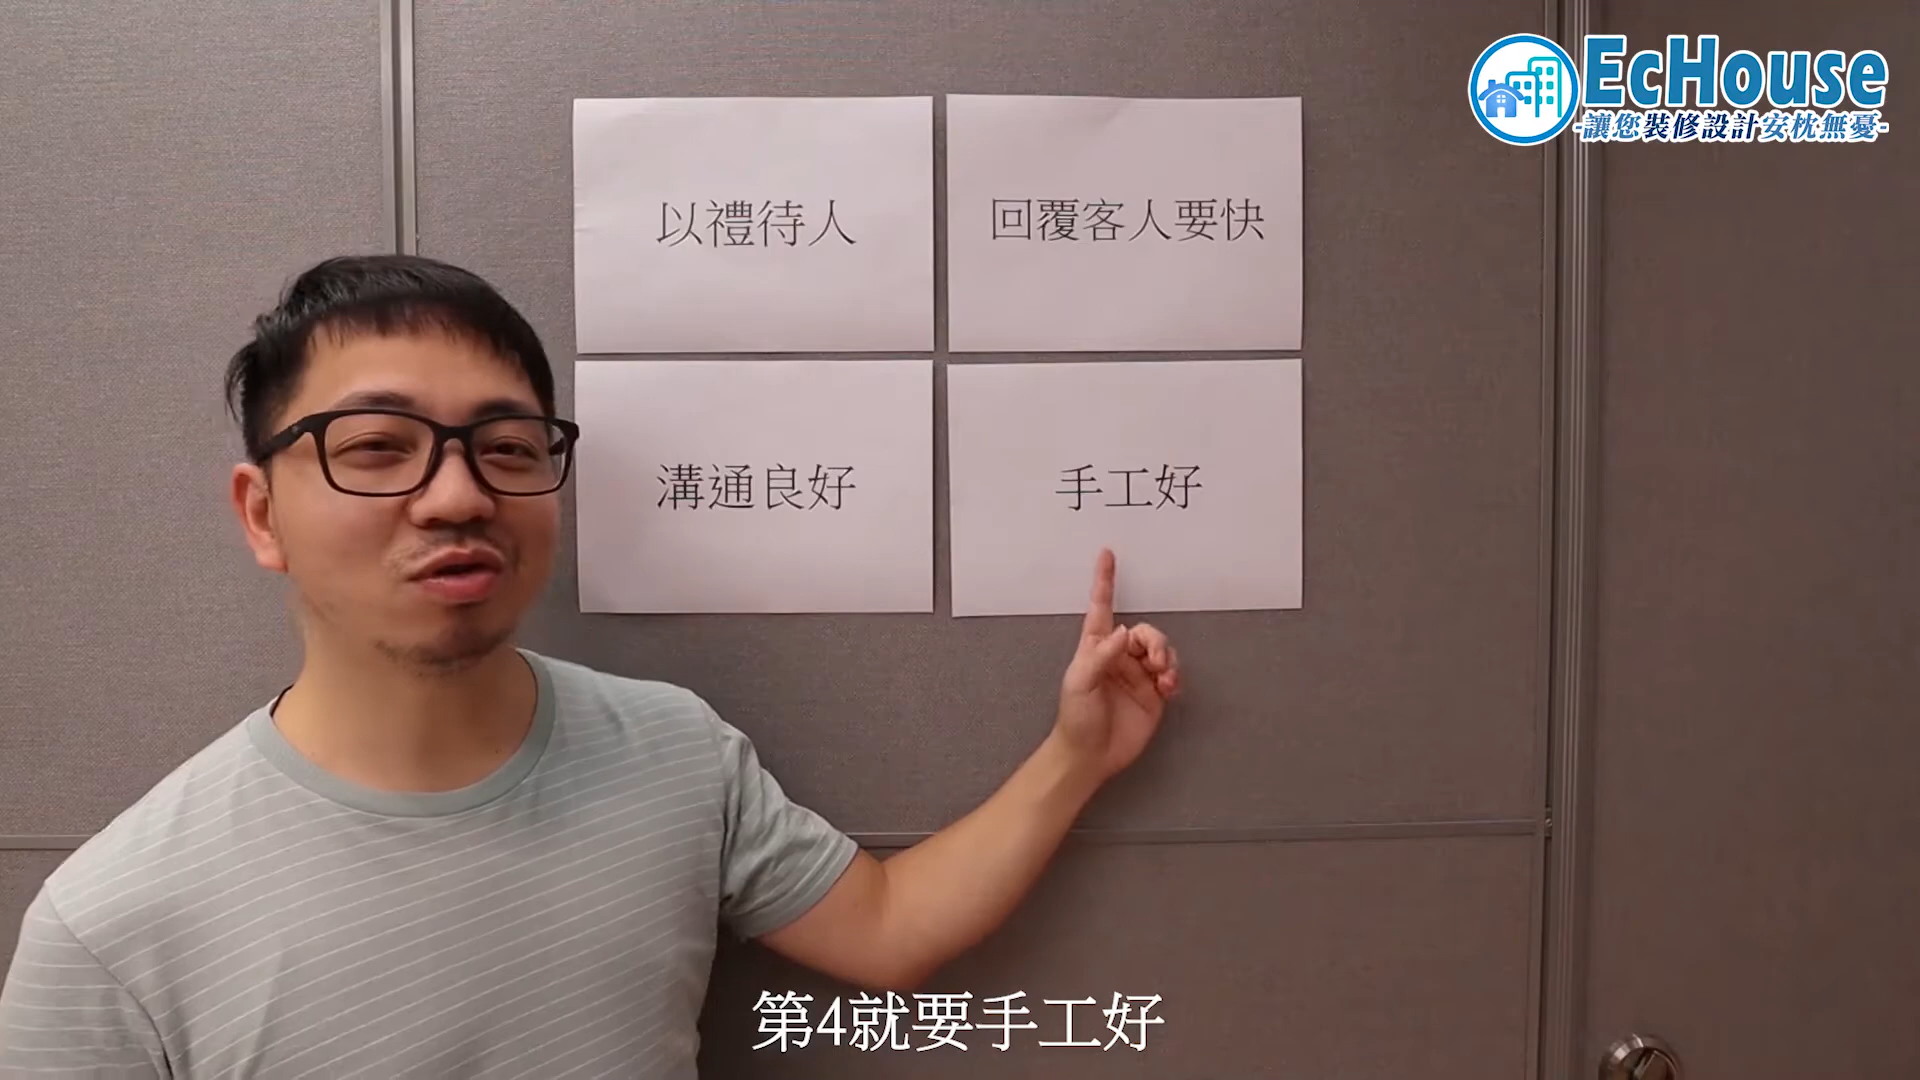 EcHouse
-讓您裝修設計安枕無憂-
以禮待人
回覆客人要快
溝通良好
手工好
第4就要手工好